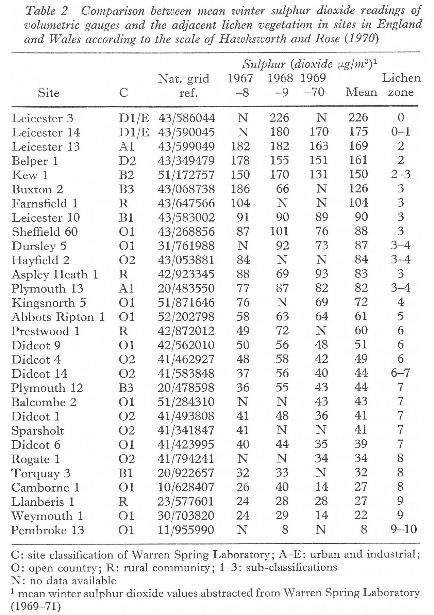 Table 2 Comparison between mean winter sulphur dioxide readings of
volumetric gauges and the adjacent lichen vegetation in sites in England
and Wales according to the scale of Hawksworth and Rose (1970)
Sulphur (dioxide µg/m³)¹
Nat. grid 1967 1968 1969 Lichen
Site C ref. –8 –9 –70 Mean zone
Leicester 3 D1/E 43/586044 N 226 N 226 0
Leicester 14 D1/E 43/590045 N 180 170 175 0–1
Leicester 13 A1 43/599049 182 182 163 169 2
Belper 1 D2 43/349479 178 155 151 161 2
Kew 1 B2 51/172757 150 170 131 150 2–3
Buxton 2 B3 43/068738 186 66 N 126 3
Farnsfield 1 R 43/647566 104 N N 104 3
Leicester 10 B1 43/583002 91 90 89 90 3
Sheffield 60 O1 43/268856 87 101 76 88 3
Dursley 5 O1 31/761988 N 92 73 87 3–4
Hayfield 2 O2 43/053881 84 N N 84 3–4
Aspley Heath 1 R 42/923345 88 69 93 83 3
Plymouth 13 A1 20/483550 77 87 82 82 3–4
Kingsnorth 5 O1 51/871646 76 N 69 72 4
Abbots Ripton 1 O1 52/202798 58 63 64 61 5
Prestwood 1 R 42/872012 49 72 N 60 6
Didcot 9 O1 42/562010 50 56 48 51 6
Didcot 4 O2 41/462927 48 58 42 49 6
Didcot 14 O2 41/583848 37 56 40 44 6–7
Plymouth 12 B3 20/478598 36 55 43 44 7
Balcombe 2 O1 51/284310 N N 43 43 7
Didcot 1 O2 41/493808 41 48 36 41 7
Sparsholt O2 41/341847 41 N N 41 7
Didcot 6 O1 41/423995 40 44 35 39 7
Rogate 1 O2 41/794241 N N 34 34 8
Torquay 3 B1 20/922657 32 33 N 32 8
Camborne 1 O1 10/628407 26 40 14 27 8
Llanberis 1 R 23/577601 24 28 28 27 9
Weymouth 1 O1 30/703820 24 29 14 22 9
Pembroke 13 O1 11/955990 N 8 N 8 9–10
C: site classification of Warren Spring Laboratory; A–E: urban and industrial;
O: open country; R: rural community; 1–3: sub-classifications
N: no data available
¹ mean winter sulphur dioxide values abstracted from Warren Spring Laboratory
(1969–71)